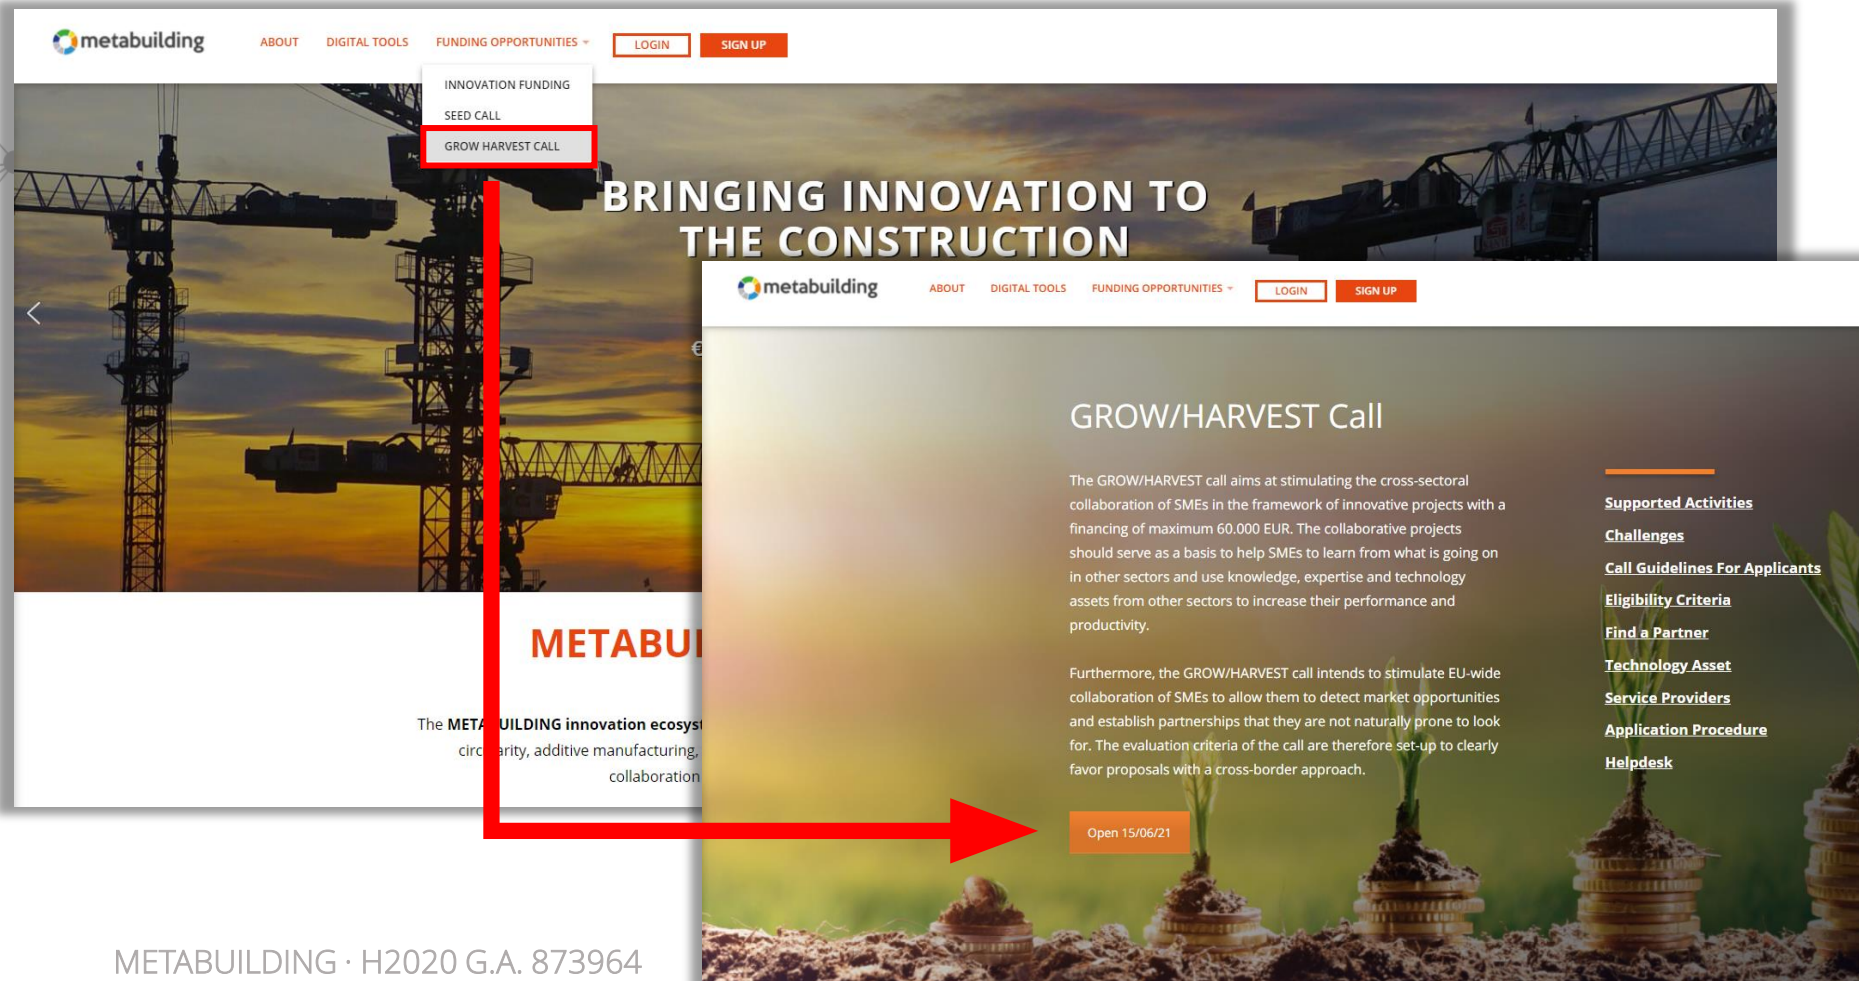 metabuilding
ABOUT
DIGITAL TOOLS
FUNDING OPPORTUNITIES
LOGIN
SIGN UP
INNOVATION FUNDING
SEED CALL
GROW HARVEST CALL
BRINGING INNOVATION TO
THE CONSTRUCTION
€
METABUI
The METABUILDING innovation ecosyst
circularity, additive manufacturing,
collaboration
metabuilding
ABOUT
DIGITAL TOOLS
FUNDING OPPORTUNITIES
LOGIN
SIGN UP
GROW/HARVEST Call
The GROW/HARVEST call aims at stimulating the cross-sectoral
collaboration of SMEs in the framework of innovative projects with a
financing of maximum 60.000 EUR. The collaborative projects
should serve as a basis to help SMEs to learn from what is going on
in other sectors and use knowledge, expertise and technology
assets from other sectors to increase their performance and
productivity.
Furthermore, the GROW/HARVEST call intends to stimulate EU-wide
collaboration of SMEs to allow them to detect market opportunities
and establish partnerships that they are not naturally prone to look
for. The evaluation criteria of the call are therefore set-up to clearly
favor proposals with a cross-border approach.
Open 15/06/21
Supported Activities
Challenges
Call Guidelines For Applicants
Eligibility Criteria
Find a Partner
Technology Asset
Service Providers
Application Procedure
Helpdesk
METABUILDING · H2020 G.A. 873964